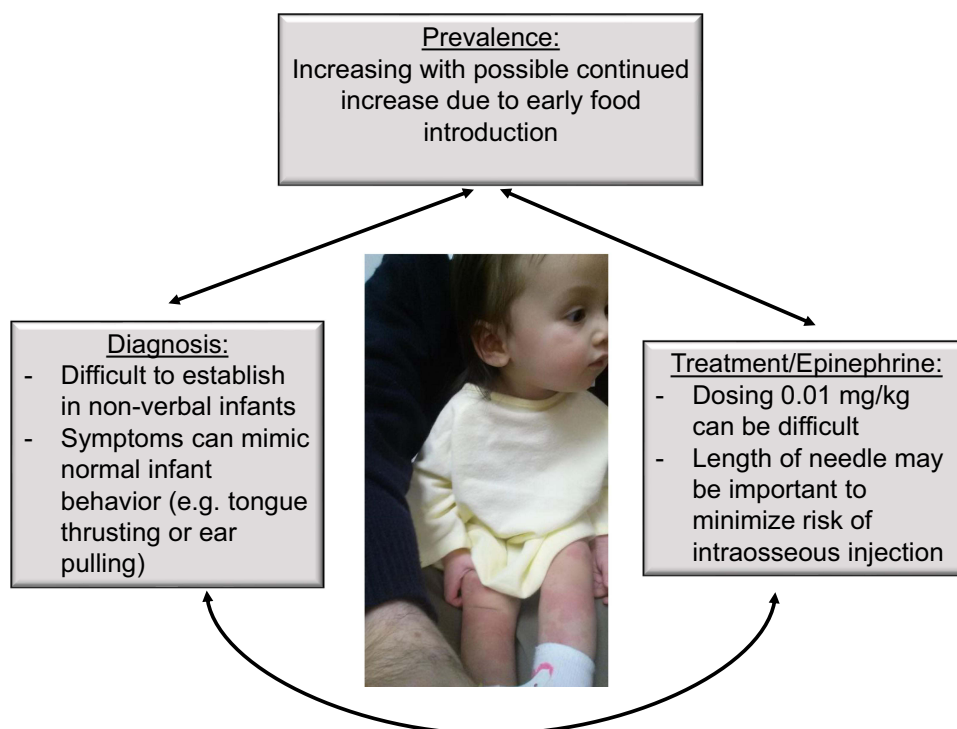 Prevalence:
Increasing with possible continued
increase due to early food
introduction
Diagnosis:
- Difficult to establish
in non-verbal infants
- Symptoms can mimic
normal infant
behavior (e.g. tongue
thrusting or ear
pulling)
Treatment/Epinephrine:
- Dosing 0.01 mg/kg
can be difficult
- Length of needle may
be important to
minimize risk of
intraosseous injection